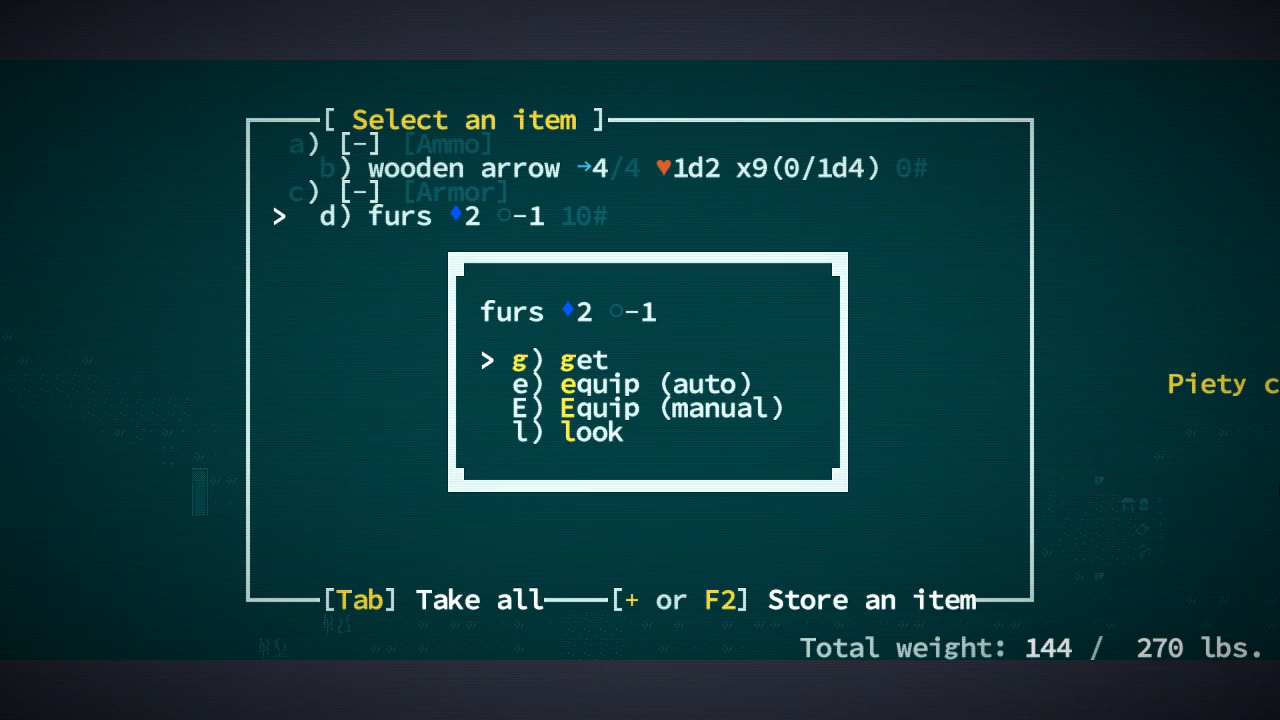 [ Select an item ]
a) [-] [Ammo]
b) wooden arrow →4/4 ♥1d2 x9(0/1d4) 0#
c) [-] [Armor]
> d) furs ♦2 ○-1 10#
furs ♦2 ○-1
> g) get
e) equip (auto)
E) Equip (manual)
l) look
Piety c
[Tab] Take all [+ or F2] Store an item
Total weight: 144 / 270 lbs.